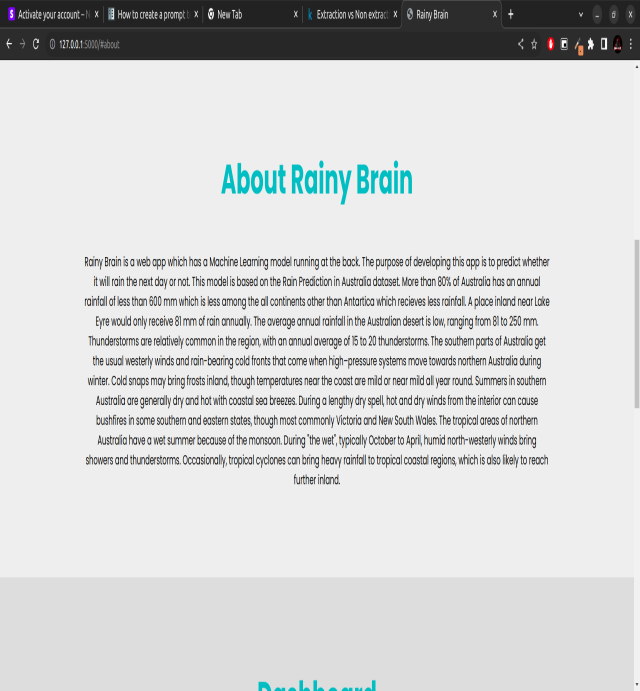 Activate your account – N
How to create a prompt f
New Tab
Extraction vs Non extrac
Rainy Brain
127.0.0.1:5000/#about
About Rainy Brain
Rainy Brain is a web app which has a Machine Learning model running at the back. The purpose of developing this app is to predict whether
it will rain the next day or not. This model is based on the Rain Prediction in Australia dataset. More than 80% of Australia has an annual
rainfall of less than 600 mm which is less among the all continents other than Antartica which recieves less rainfall. A place inland near Lake
Eyre would only receive 81 mm of rain annually. The average annual rainfall in the Australian desert is low, ranging from 81 to 250 mm.
Thunderstorms are relatively common in the region, with an annual average of 15 to 20 thunderstorms. The southern parts of Australia get
the usual westerly winds and rain-bearing cold fronts that come when high–pressure systems move towards northern Australia during
winter. Cold snaps may bring frosts inland, though temperatures near the coast are mild or near mild all year round. Summers in southern
Australia are generally dry and hot with coastal sea breezes. During a lengthy dry spell, hot and dry winds from the interior can cause
bushfires in some southern and eastern states, though most commonly Victoria and New South Wales. The tropical areas of northern
Australia have a wet summer because of the monsoon. During "the wet", typically October to April, humid north-westerly winds bring
showers and thunderstorms. Occasionally, tropical cyclones can bring heavy rainfall to tropical coastal regions, which is also likely to reach
further inland.
Dashboard